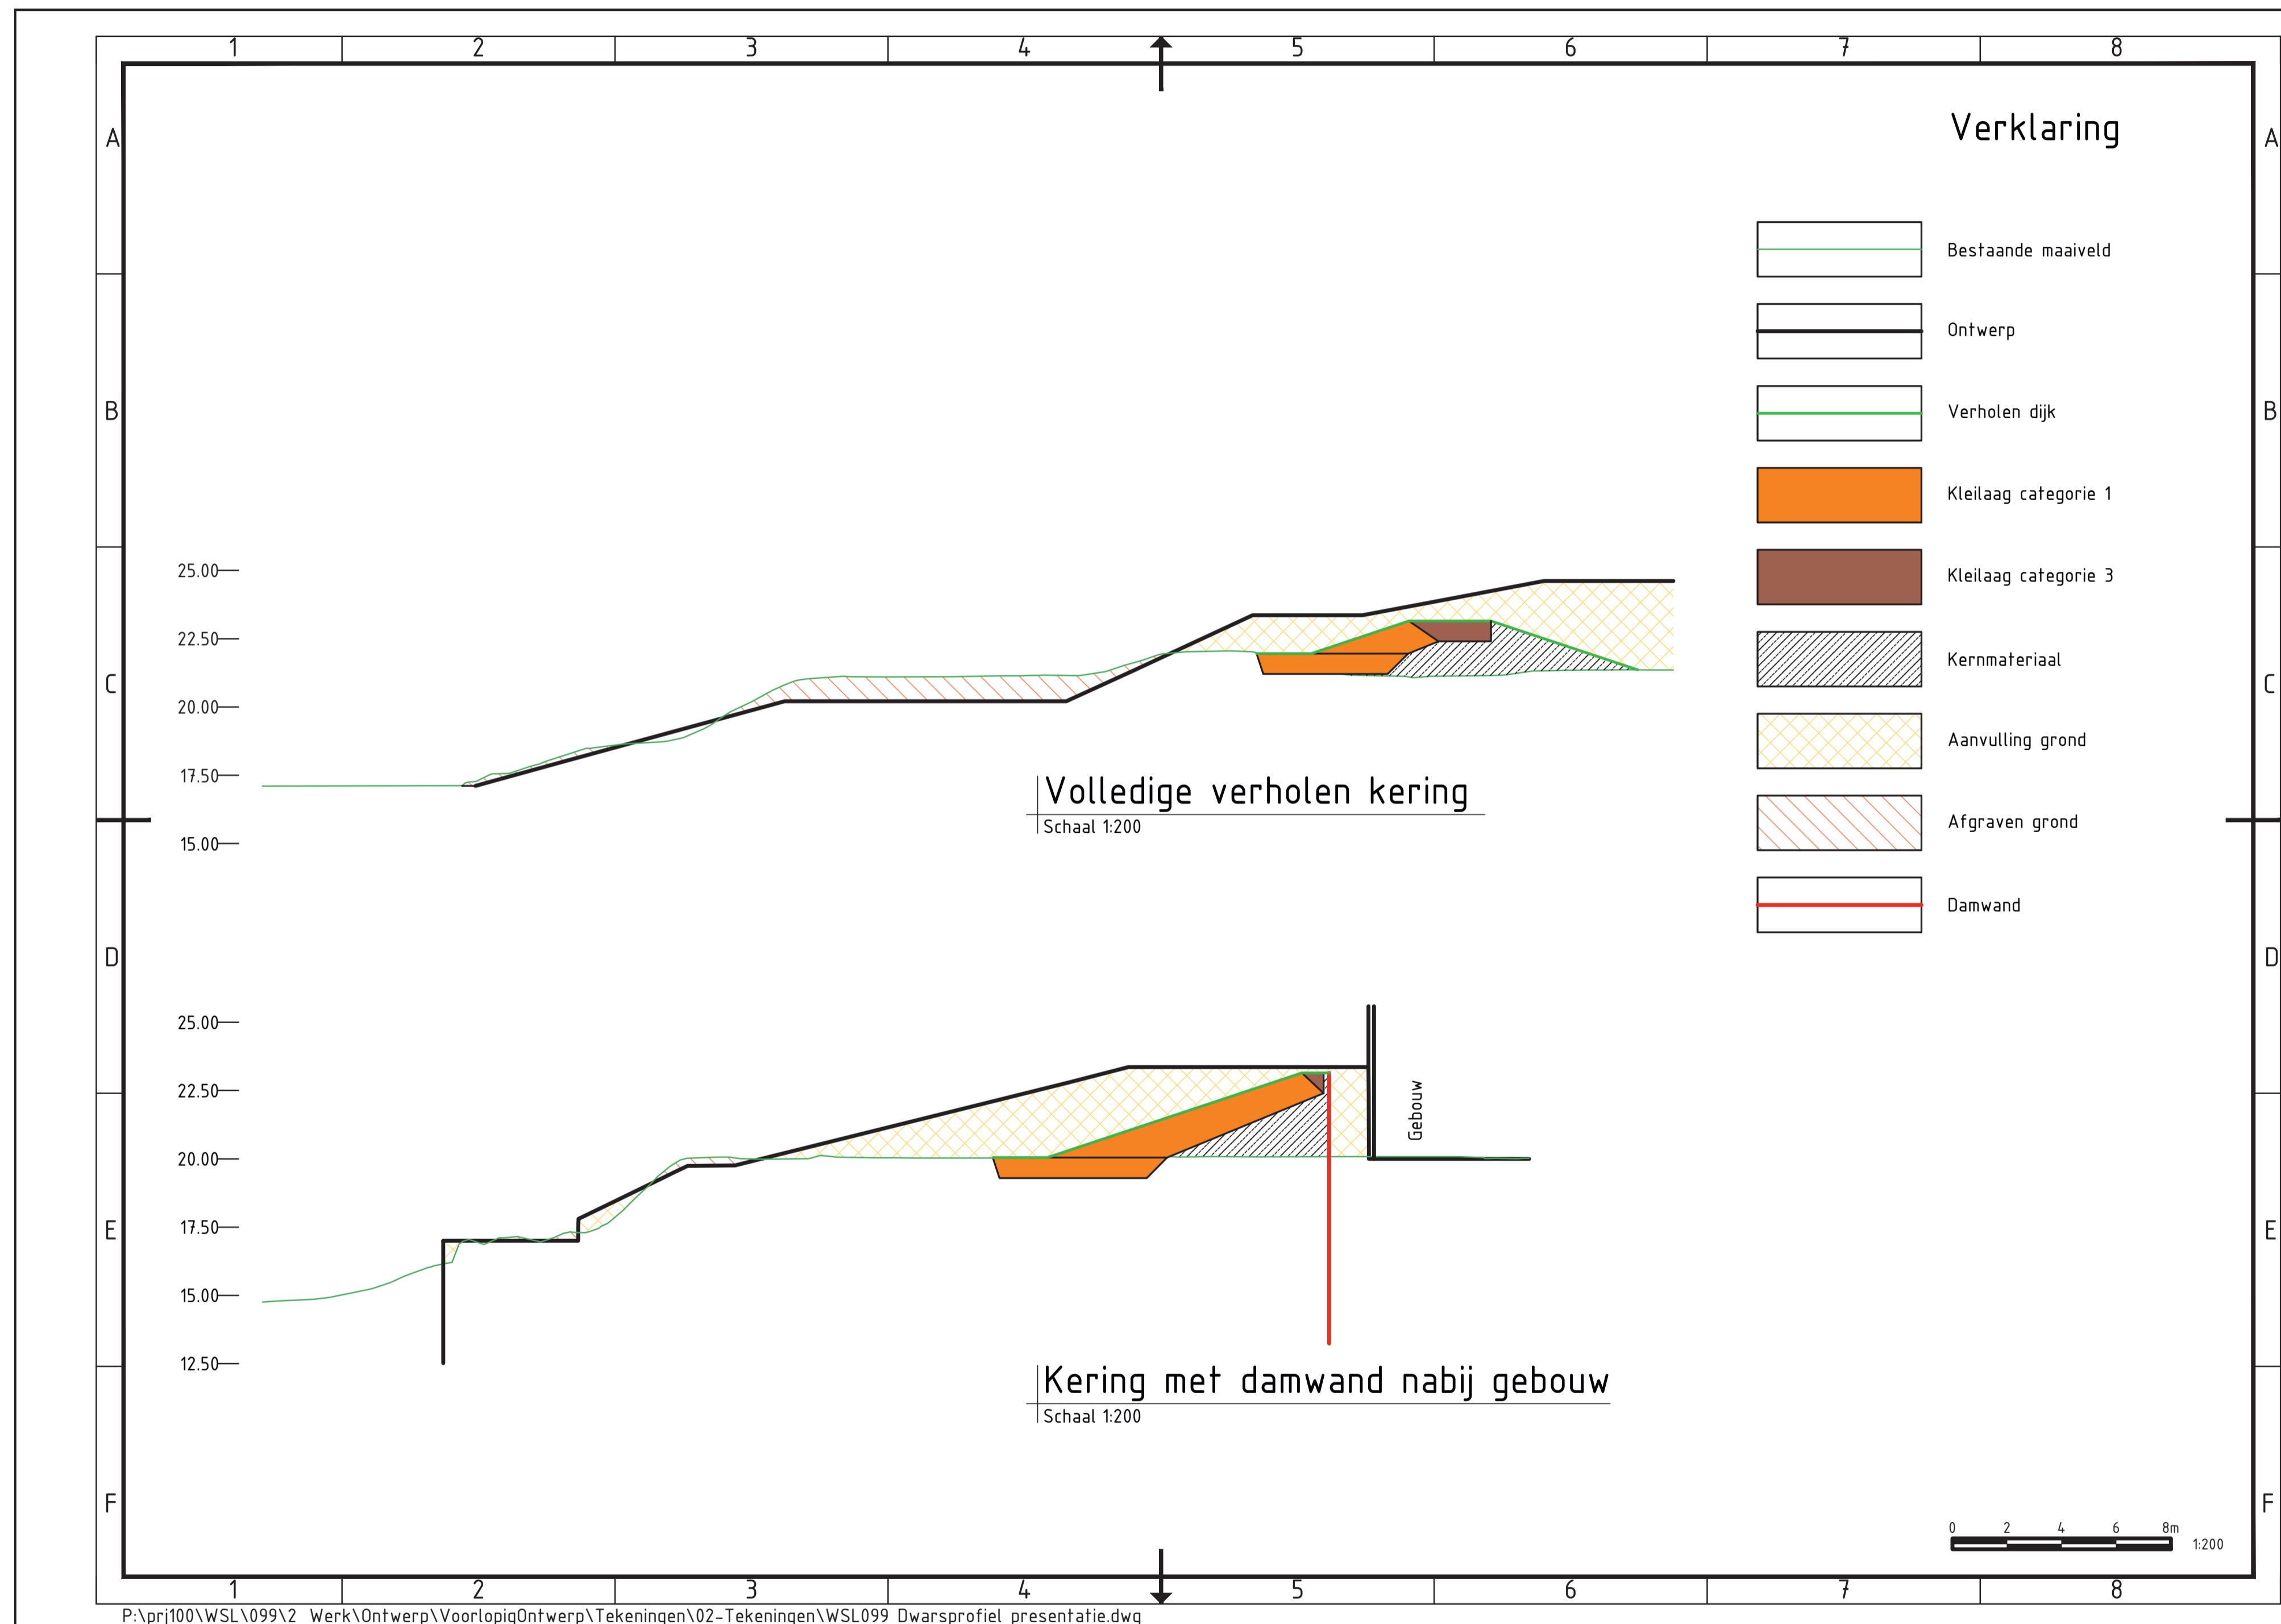 1 2 3 4 5 6 7 8
A A
Verklaring
Bestaande maaiveld
Ontwerp
B Verholen dijk B
Kleilaag categorie 1
25.00
Kleilaag categorie 3
22.50
Kernmateriaal
C C
20.00
Aanvulling grond
17.50
Volledige verholen kering
Schaal 1:200
Afgraven grond
15.00
Damwand
D D
25.00
22.50
Gebouw
20.00
E E
17.50
15.00
12.50
Kering met damwand nabij gebouw
Schaal 1:200
F F
0 2 4 6 8m
1:200
1 2 3 4 5 6 7 8
P:\prj100\WSL\099\2 Werk\Ontwerp\VoorlopigOntwerp\Tekeningen\02-Tekeningen\WSL099 Dwarsprofiel presentatie.dwg